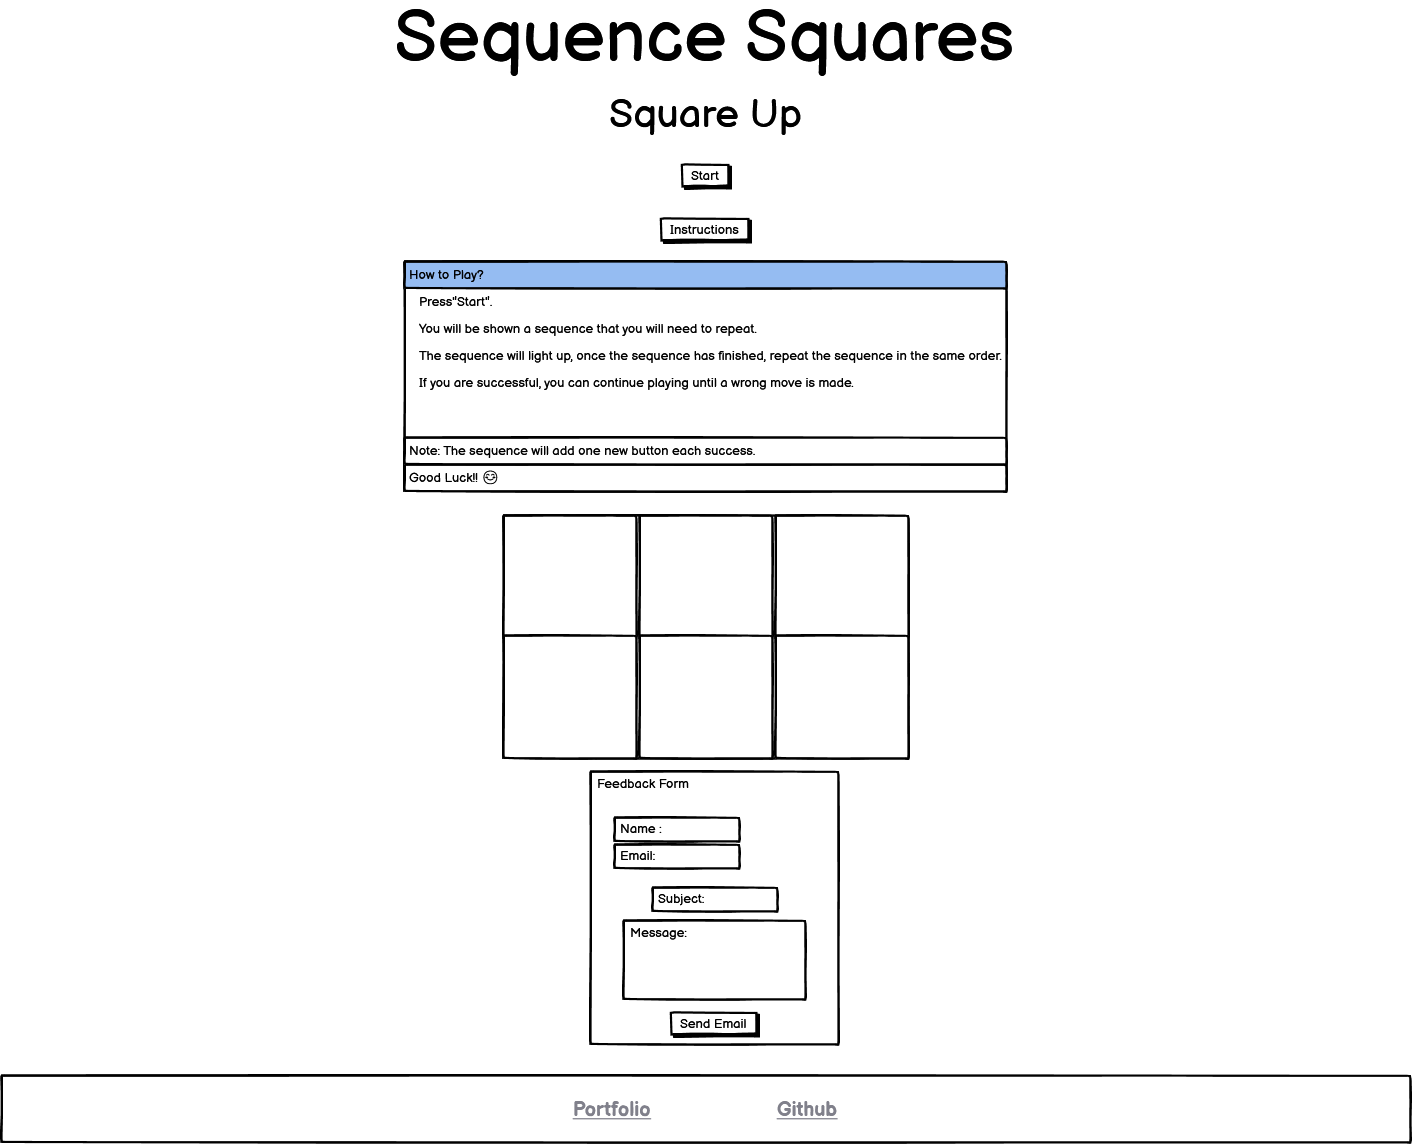 Sequence Squares
Square Up
Start
Instructions
How to Play?
Press"Start".
You will be shown a sequence that you will need to repeat.
The sequence will light up, once the sequence has finished, repeat the sequence in the same order.
If you are successful, you can continue playing until a wrong move is made.
Note: The sequence will add one new button each success.
Good Luck!! 😊
Feedback Form
Name :
Email:
Subject:
Message:
Send Email
Portfolio
Github